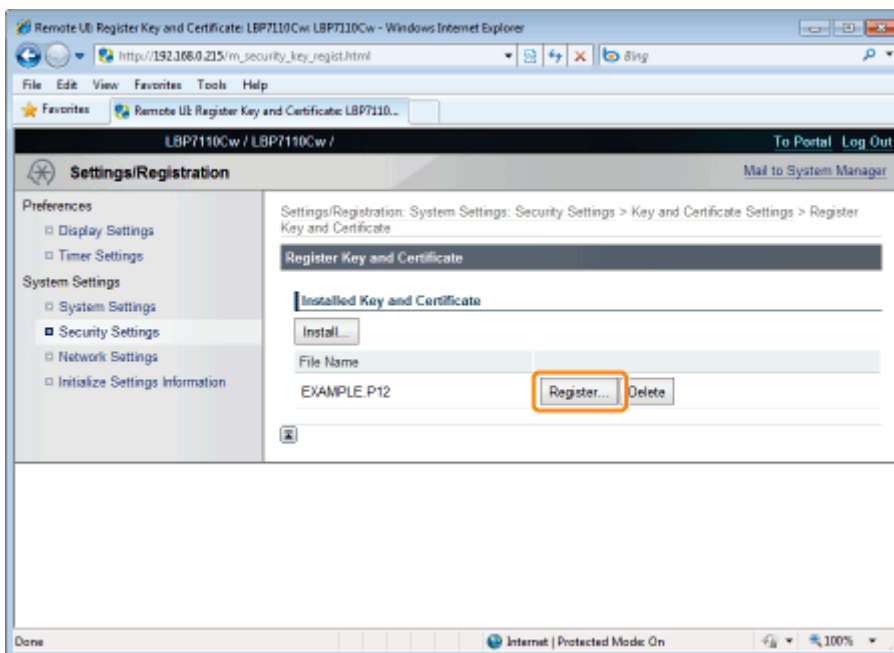 Remote UI: Register Key and Certificate: LBP7110Cw: LBP7110Cw - Windows Internet Explorer
http://192.168.0.215/m_security_key_regist.html
Bing
File Edit View Favorites Tools Help
Favorites
Remote UI: Register Key and Certificate: LBP7110...
LBP7110Cw / LBP7110Cw /
To Portal Log Out
Settings/Registration
Mail to System Manager
Preferences
Display Settings
Timer Settings
System Settings
System Settings
Security Settings
Network Settings
Initialize Settings Information
Settings/Registration: System Settings: Security Settings > Key and Certificate Settings > Register
Key and Certificate
Register Key and Certificate
Installed Key and Certificate
Install...
File Name
EXAMPLE.P12
Register...
Delete
Done
Internet | Protected Mode: On
100%